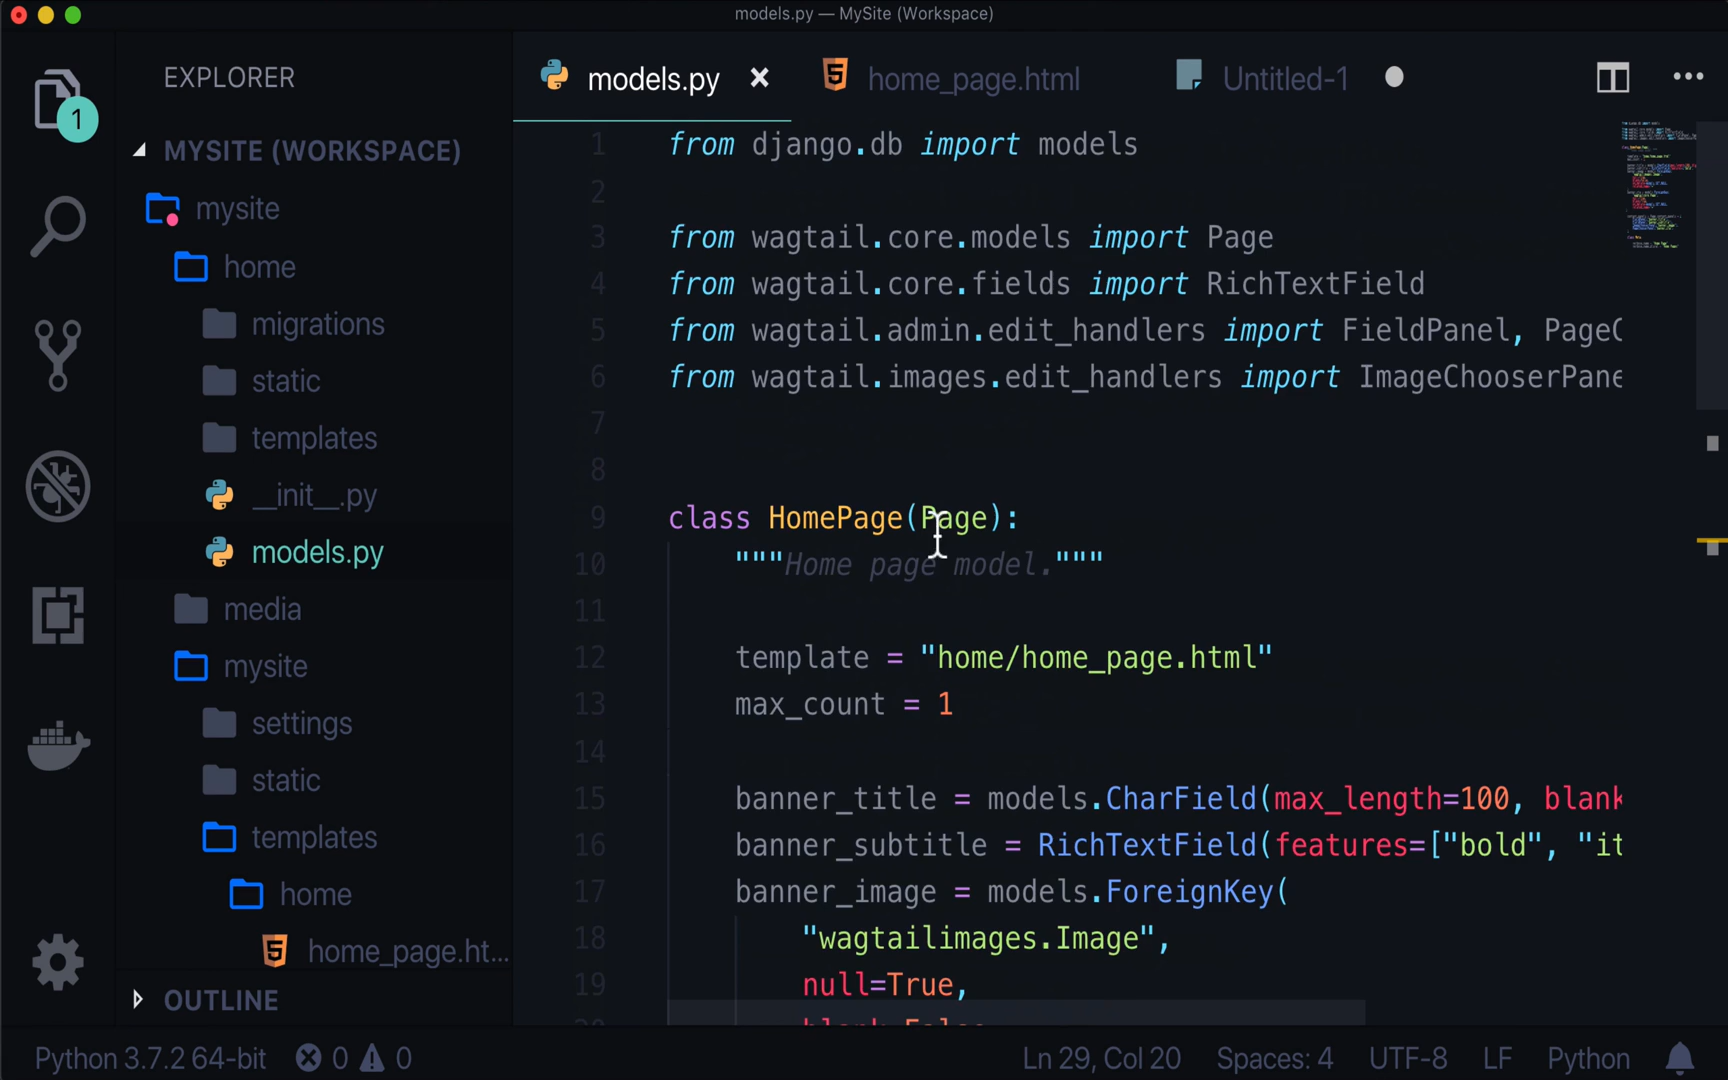 models.py — MySite (Workspace)
EXPLORER
1
MYSITE (WORKSPACE)
mysite
home
migrations
static
templates
__init__.py
models.py
media
mysite
settings
static
templates
home
home_page.ht...
OUTLINE
models.py
home_page.html
Untitled-1
1 from django.db import models
2
3 from wagtail.core.models import Page
4 from wagtail.core.fields import RichTextField
5 from wagtail.admin.edit_handlers import FieldPanel, PageC
6 from wagtail.images.edit_handlers import ImageChooserPane
7
8
9 class HomePage(Page):
10 """Home page model."""
11
12 template = "home/home_page.html"
13 max_count = 1
14
15 banner_title = models.CharField(max_length=100, blank
16 banner_subtitle = RichTextField(features=["bold", "it
17 banner_image = models.ForeignKey(
18 "wagtailimages.Image",
19 null=True,
Python 3.7.2 64-bit
0
0
Ln 29, Col 20
Spaces: 4
UTF-8
LF
Python